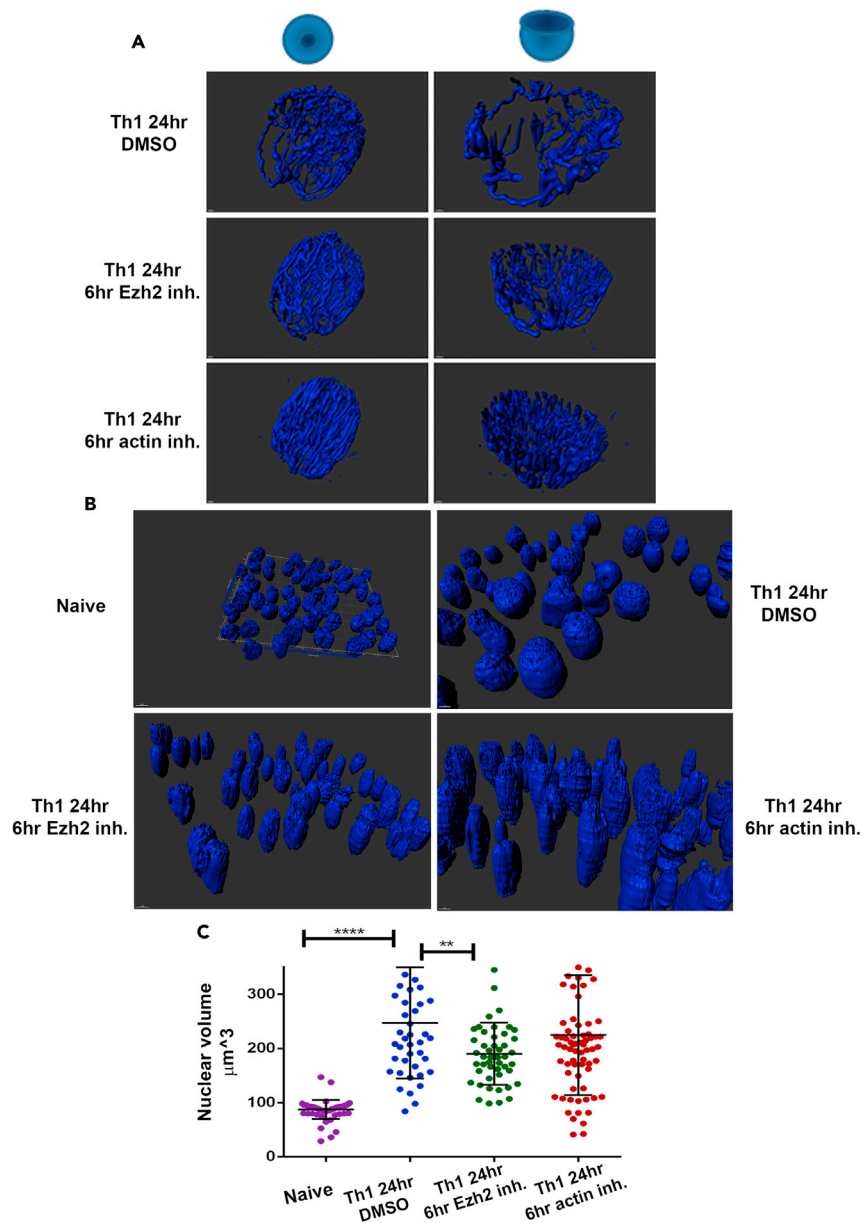 A
Th1 24hr
DMSO
Th1 24hr
6hr Ezh2 inh.
Th1 24hr
6hr actin inh.
B
Naive
Th1 24hr
DMSO
Th1 24hr
6hr Ezh2 inh.
Th1 24hr
6hr actin inh.
C
****
**
Nuclear volume
µm^3
300
200
100
0
Naive
Th1 24hr
DMSO
Th1 24hr
6hr Ezh2 inh.
Th1 24hr
6hr actin inh.